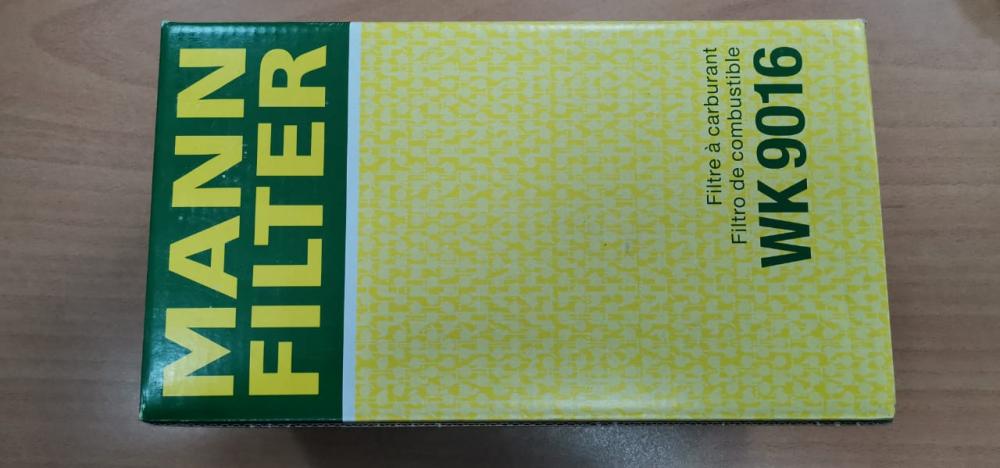 MANN
FILTER
Filtre à carburant
Filtro de combustible
WK 9016